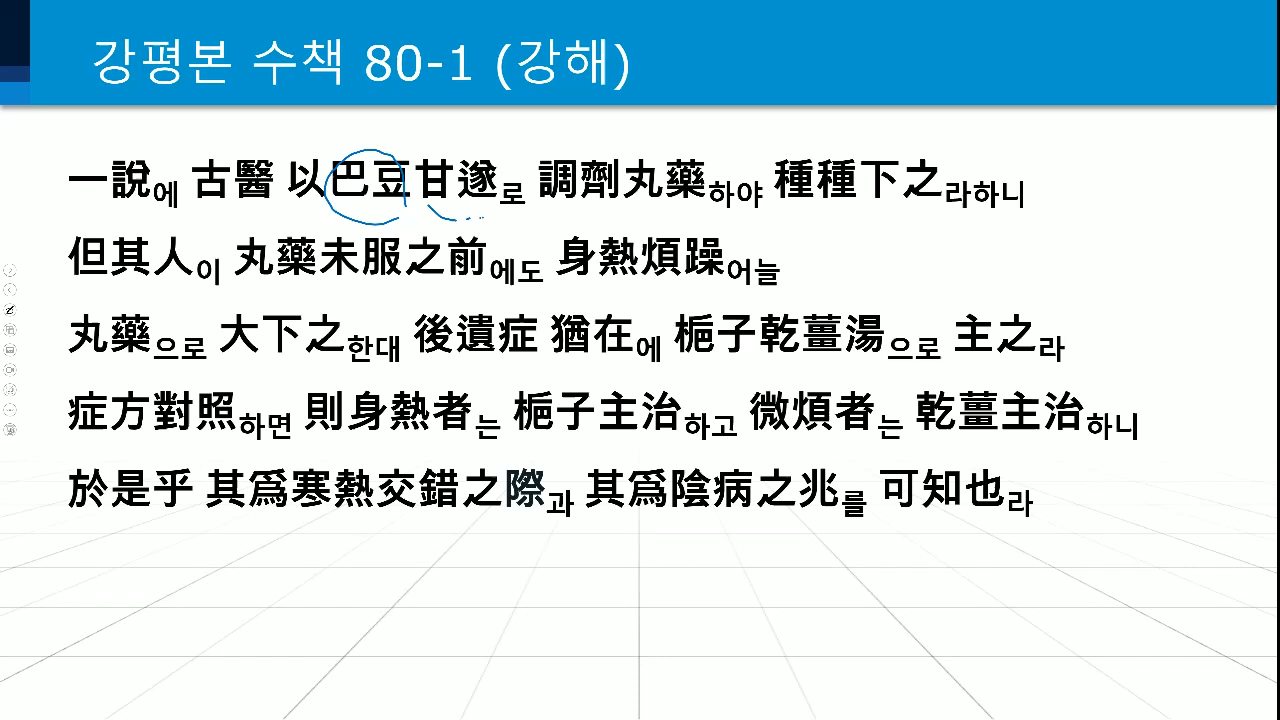 강평본 수책 80-1 (강해)
一說에 古醫 以巴豆甘遂로 調劑丸藥하야 種種下之라하니
但其人이 丸藥未服之前에도 身熱煩躁어늘
丸藥으로 大下之한대 後遺症 猶在에 梔子乾薑湯으로 主之라
症方對照하면 則身熱者는 梔子主治하고 微煩者는 乾薑主治하니
於是乎 其爲寒熱交錯之際과 其爲陰病之兆를 可知也라